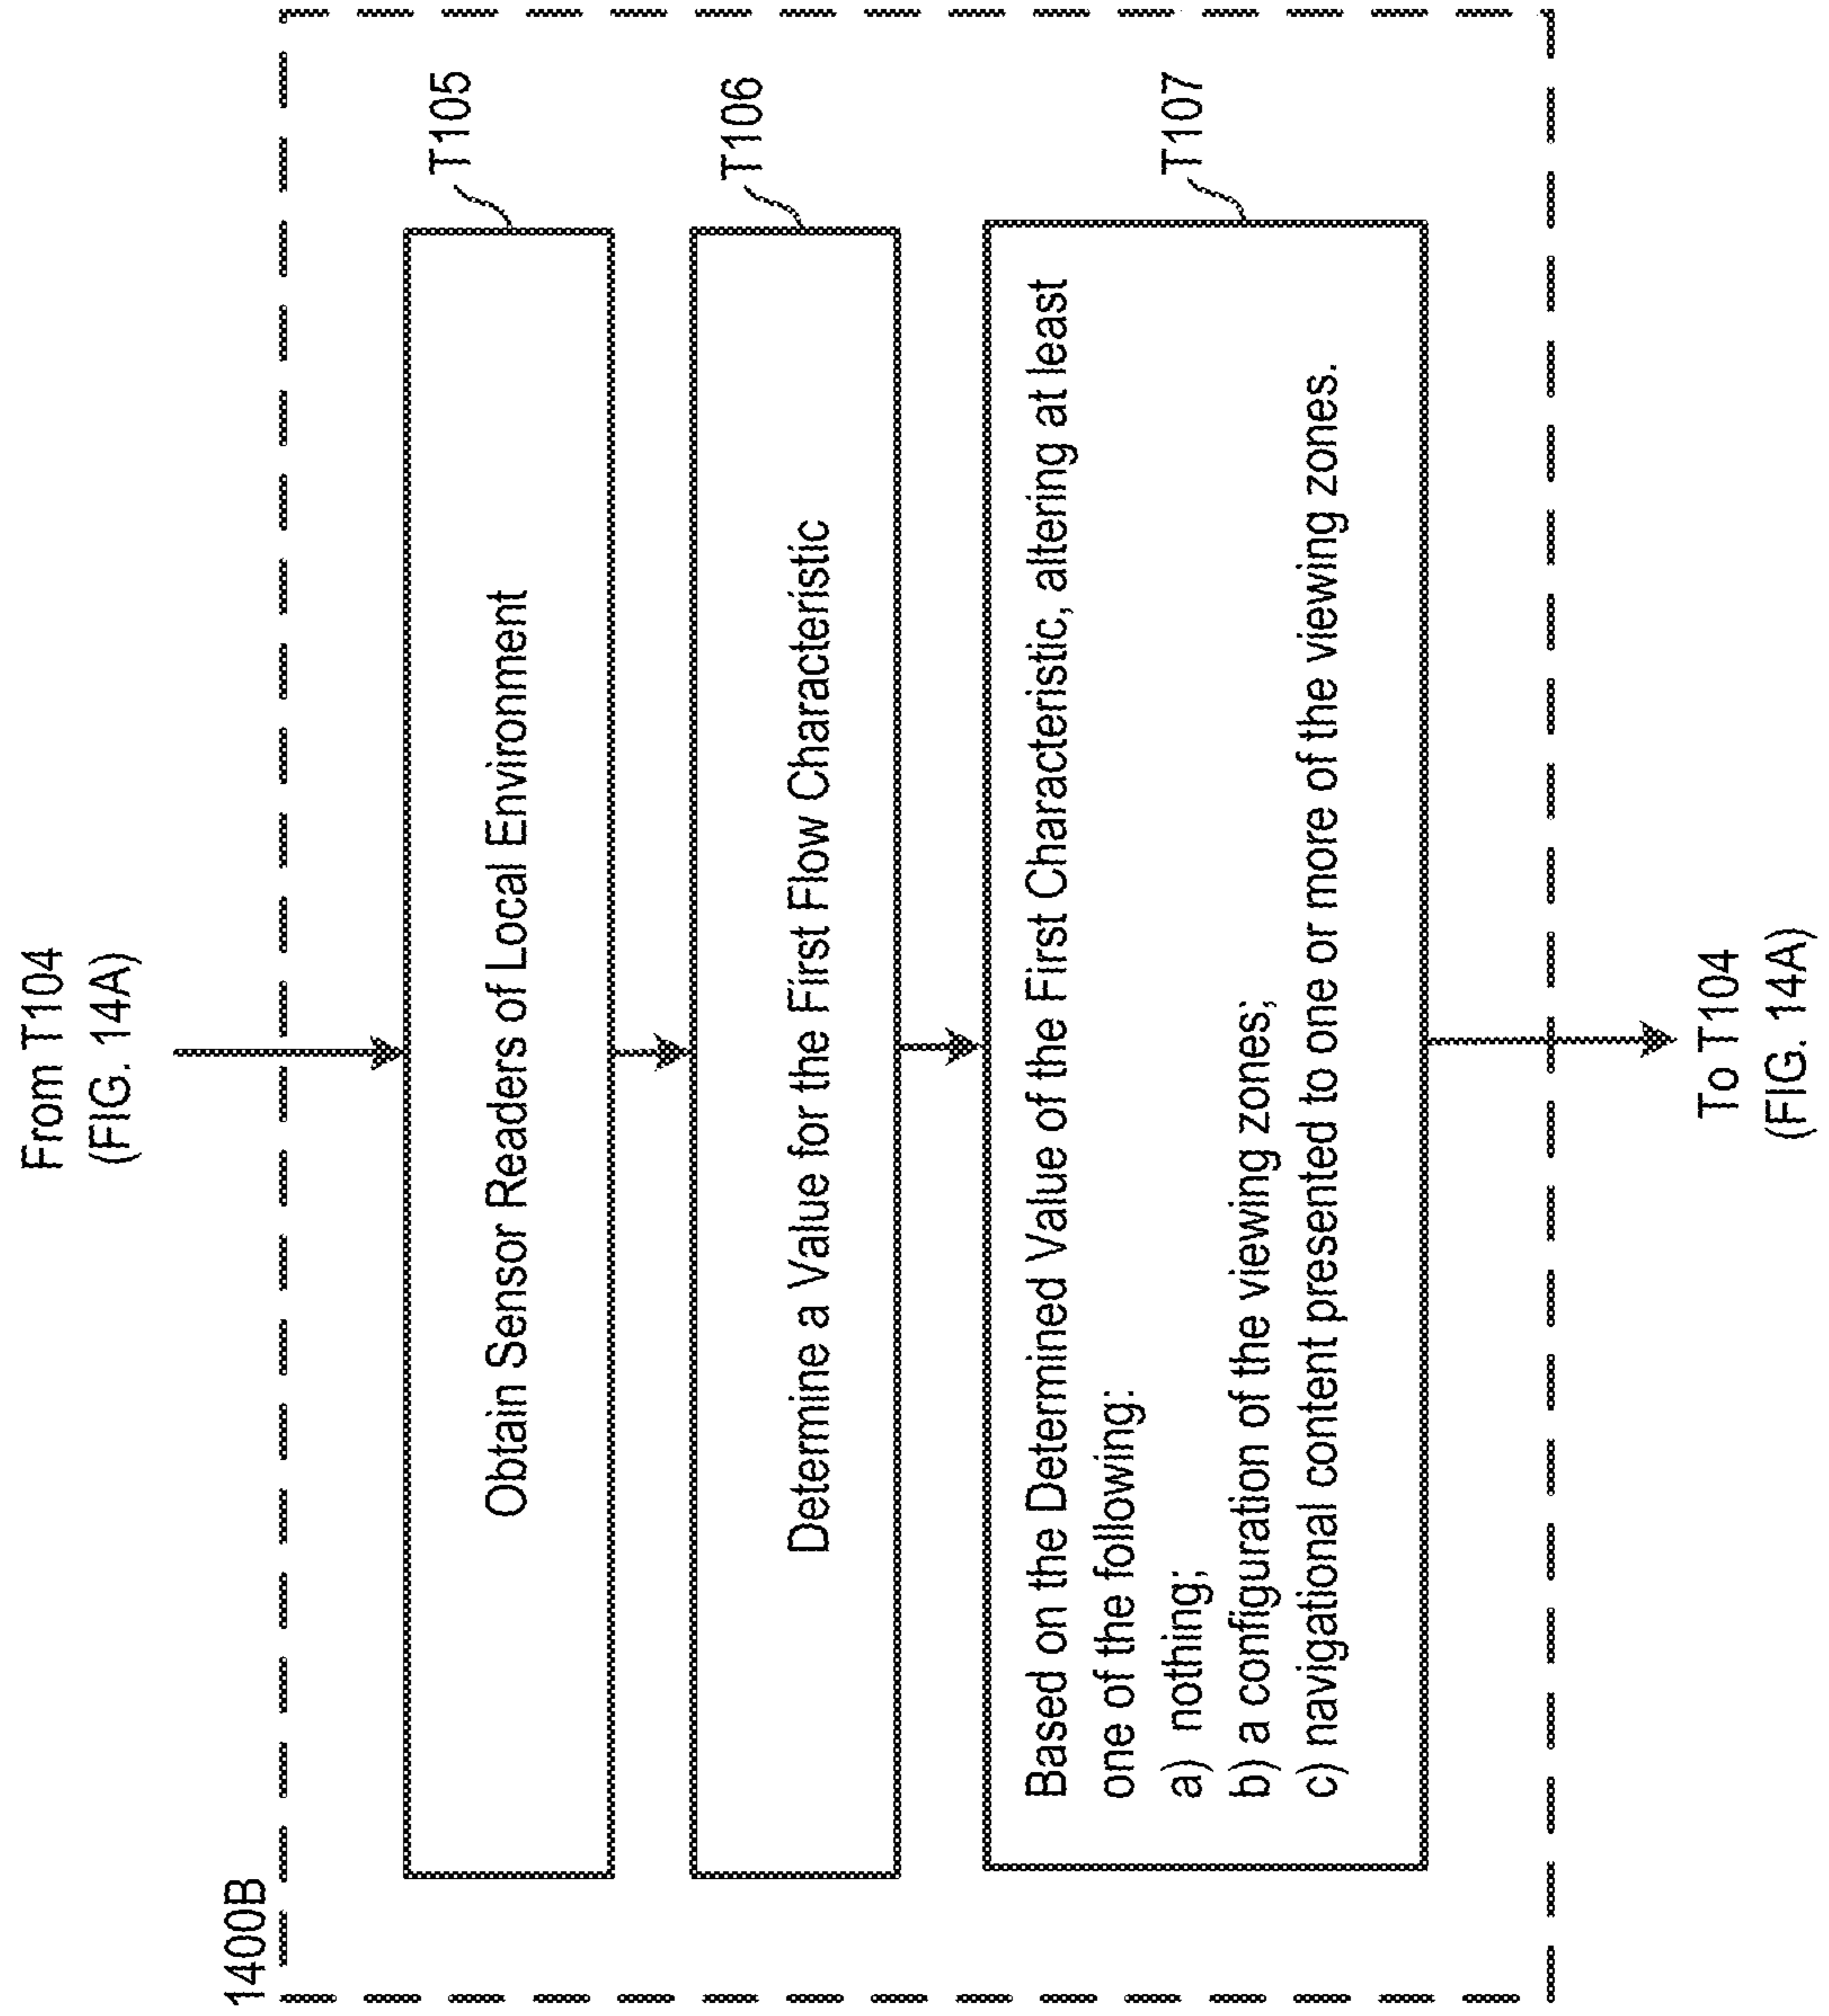 From T104
(FIG. 14A)
1400B
Obtain Sensor Readers of Local Environment
T105
Determine a Value for the First Flow Characteristic
T106
Based on the Determined Value of the First Characteristic, altering at least
one of the following:
a) nothing;
b) a configuration of the viewing zones;
c) navigational content presented to one or more of the viewing zones.
T107
To T104
(FIG. 14A)